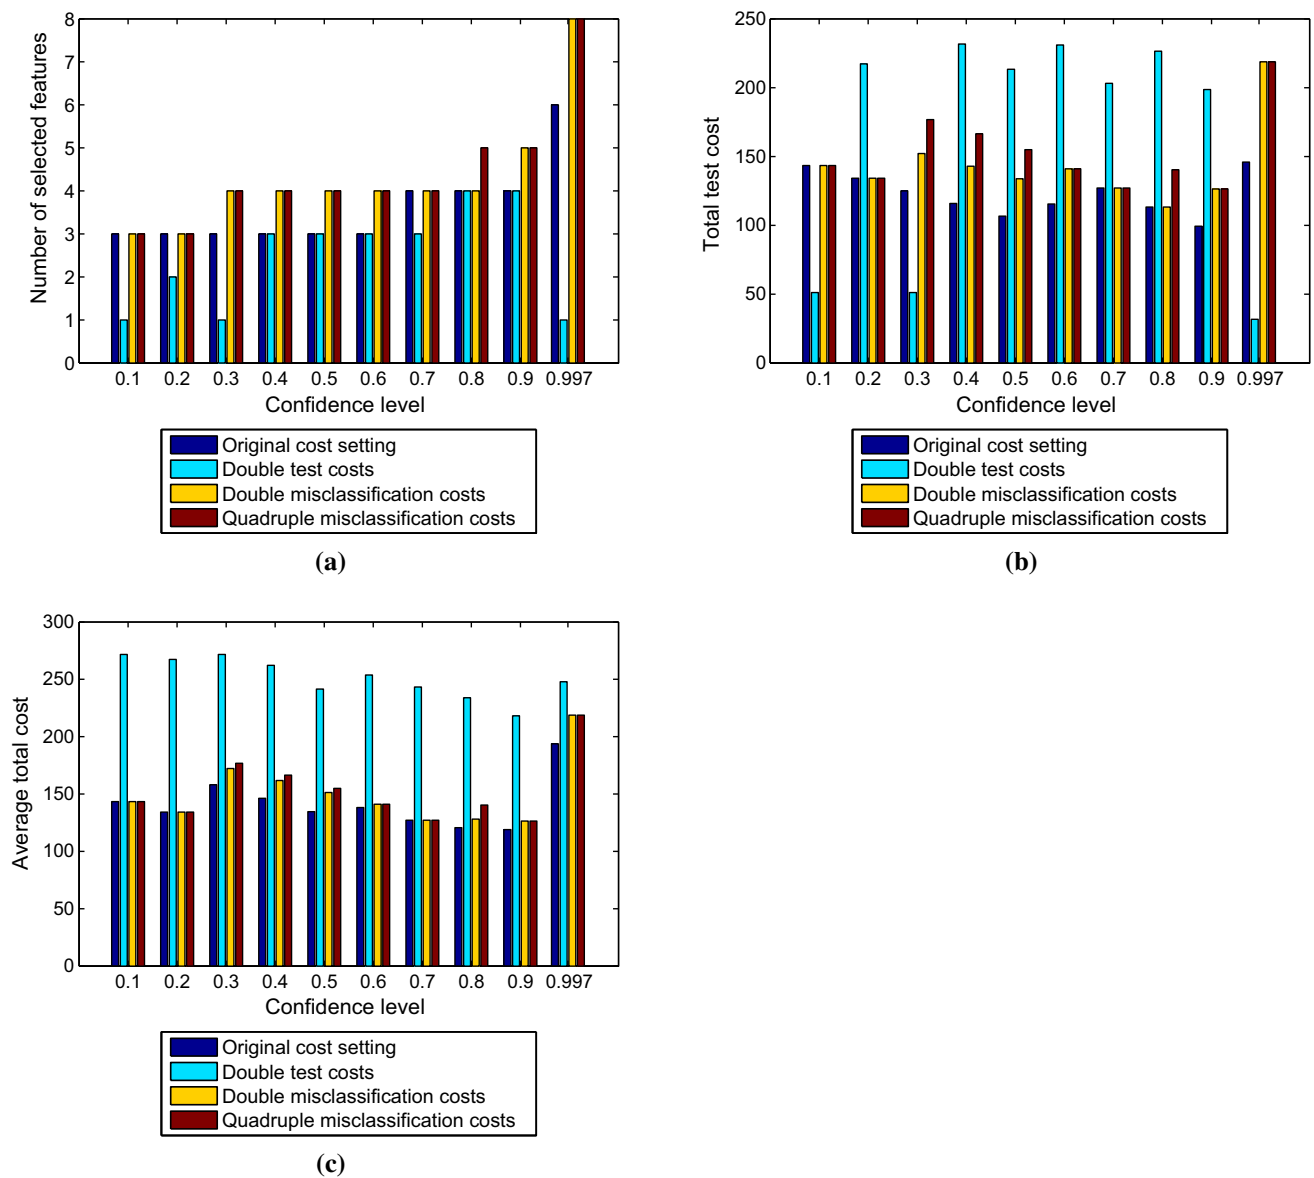 8
7
6
5
4
3
2
1
0
Number of selected features
0.1 0.2 0.3 0.4 0.5 0.6 0.7 0.8 0.9 0.997
Confidence level
Original cost setting
Double test costs
Double misclassification costs
Quadruple misclassification costs
(a)
250
200
150
100
50
0
Total test cost
0.1 0.2 0.3 0.4 0.5 0.6 0.7 0.8 0.9 0.997
Confidence level
Original cost setting
Double test costs
Double misclassification costs
Quadruple misclassification costs
(b)
300
250
200
150
100
50
0
Average total cost
0.1 0.2 0.3 0.4 0.5 0.6 0.7 0.8 0.9 0.997
Confidence level
Original cost setting
Double test costs
Double misclassification costs
Quadruple misclassification costs
(c)